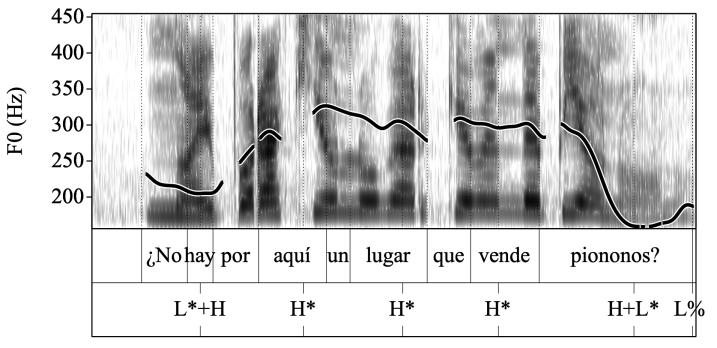 450
400
350
300
250
200
F0 (Hz)
¿No hay por aquí un lugar que vende piononos?
L*+H H* H* H* H+L* L%